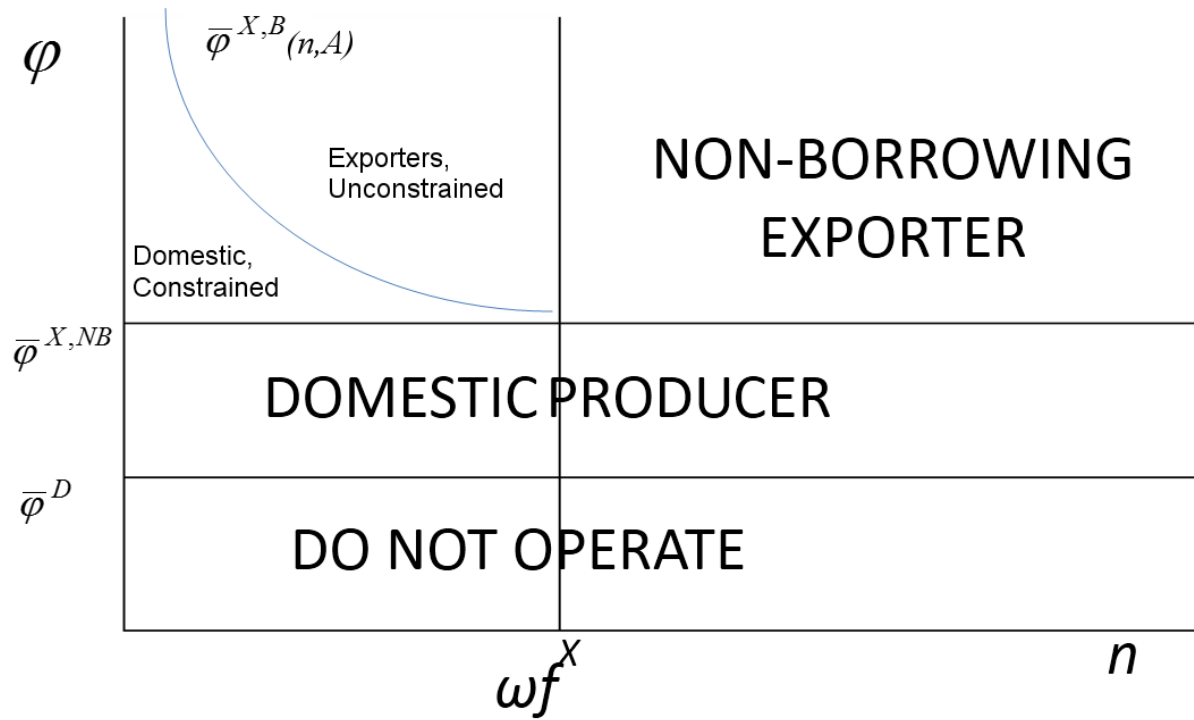 φ
φ̄ X,B (n,A)
Exporters,
Unconstrained
NON-BORROWING
EXPORTER
Domestic,
Constrained
φ̄ X,NB
DOMESTIC PRODUCER
φ̄ D
DO NOT OPERATE
ωf X
n